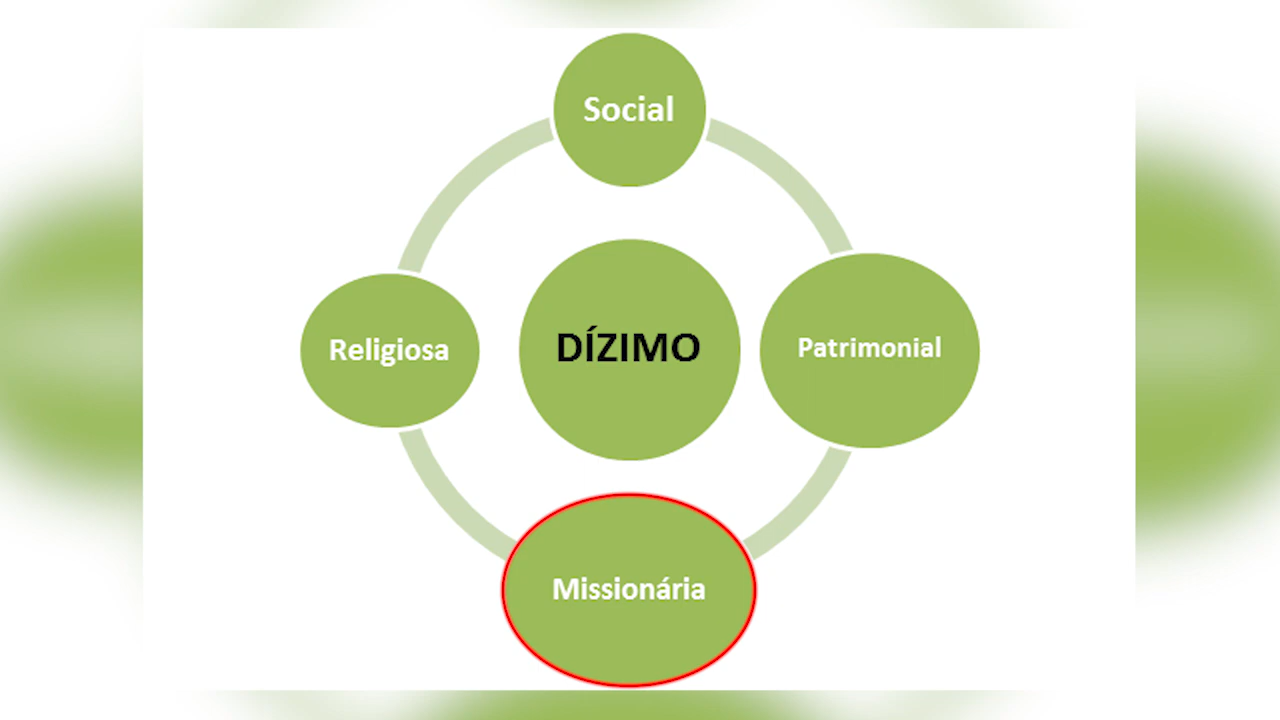 Social
Religiosa
DÍZIMO
Patrimonial
Missionária